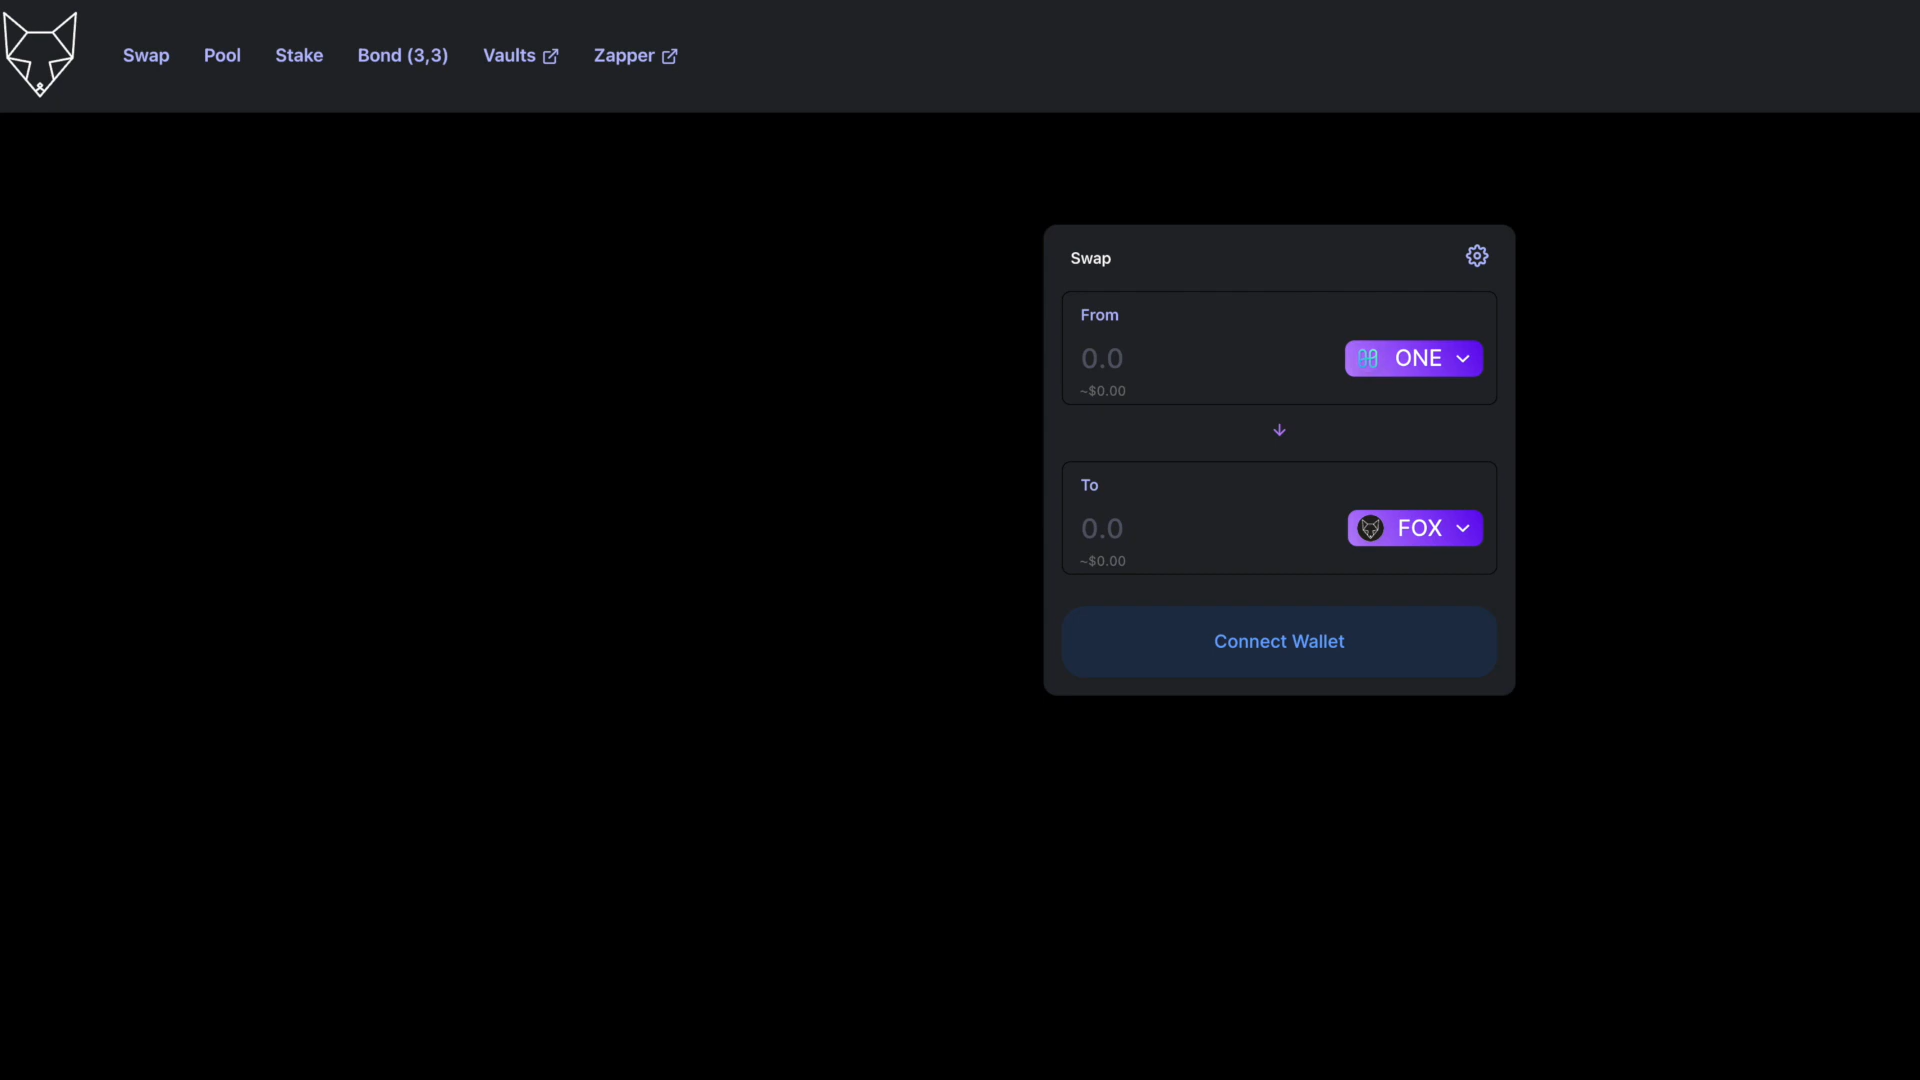 Swap Pool Stake Bond (3,3) Vaults Zapper
Swap
From
0.0 ONE
~$0.00
To
0.0 FOX
~$0.00
Connect Wallet